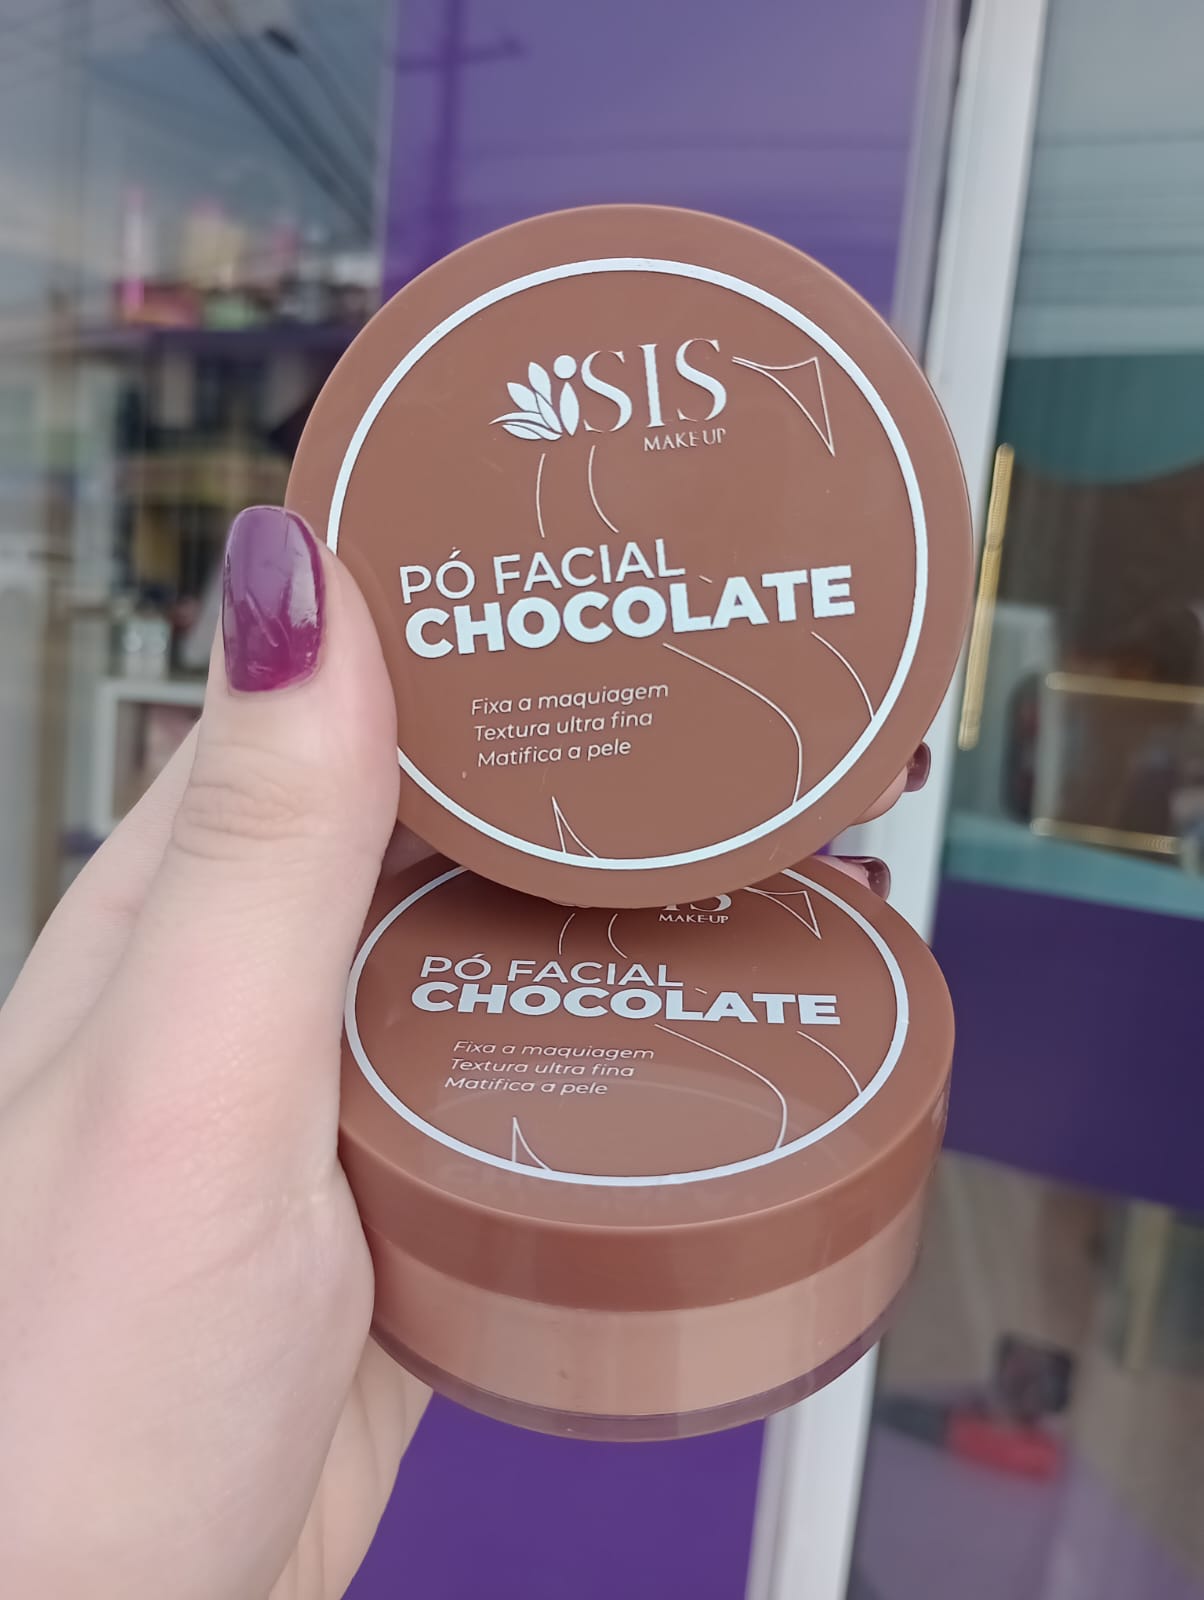 iSIS
MAKE UP
PÓ FACIAL
CHOCOLATE
Fixa a maquiagem
Textura ultra fina
Matifica a pele
IS
MAKE UP
PÓ FACIAL
CHOCOLATE
Fixa a maquiagem
Textura ultra fina
Matifica a pele